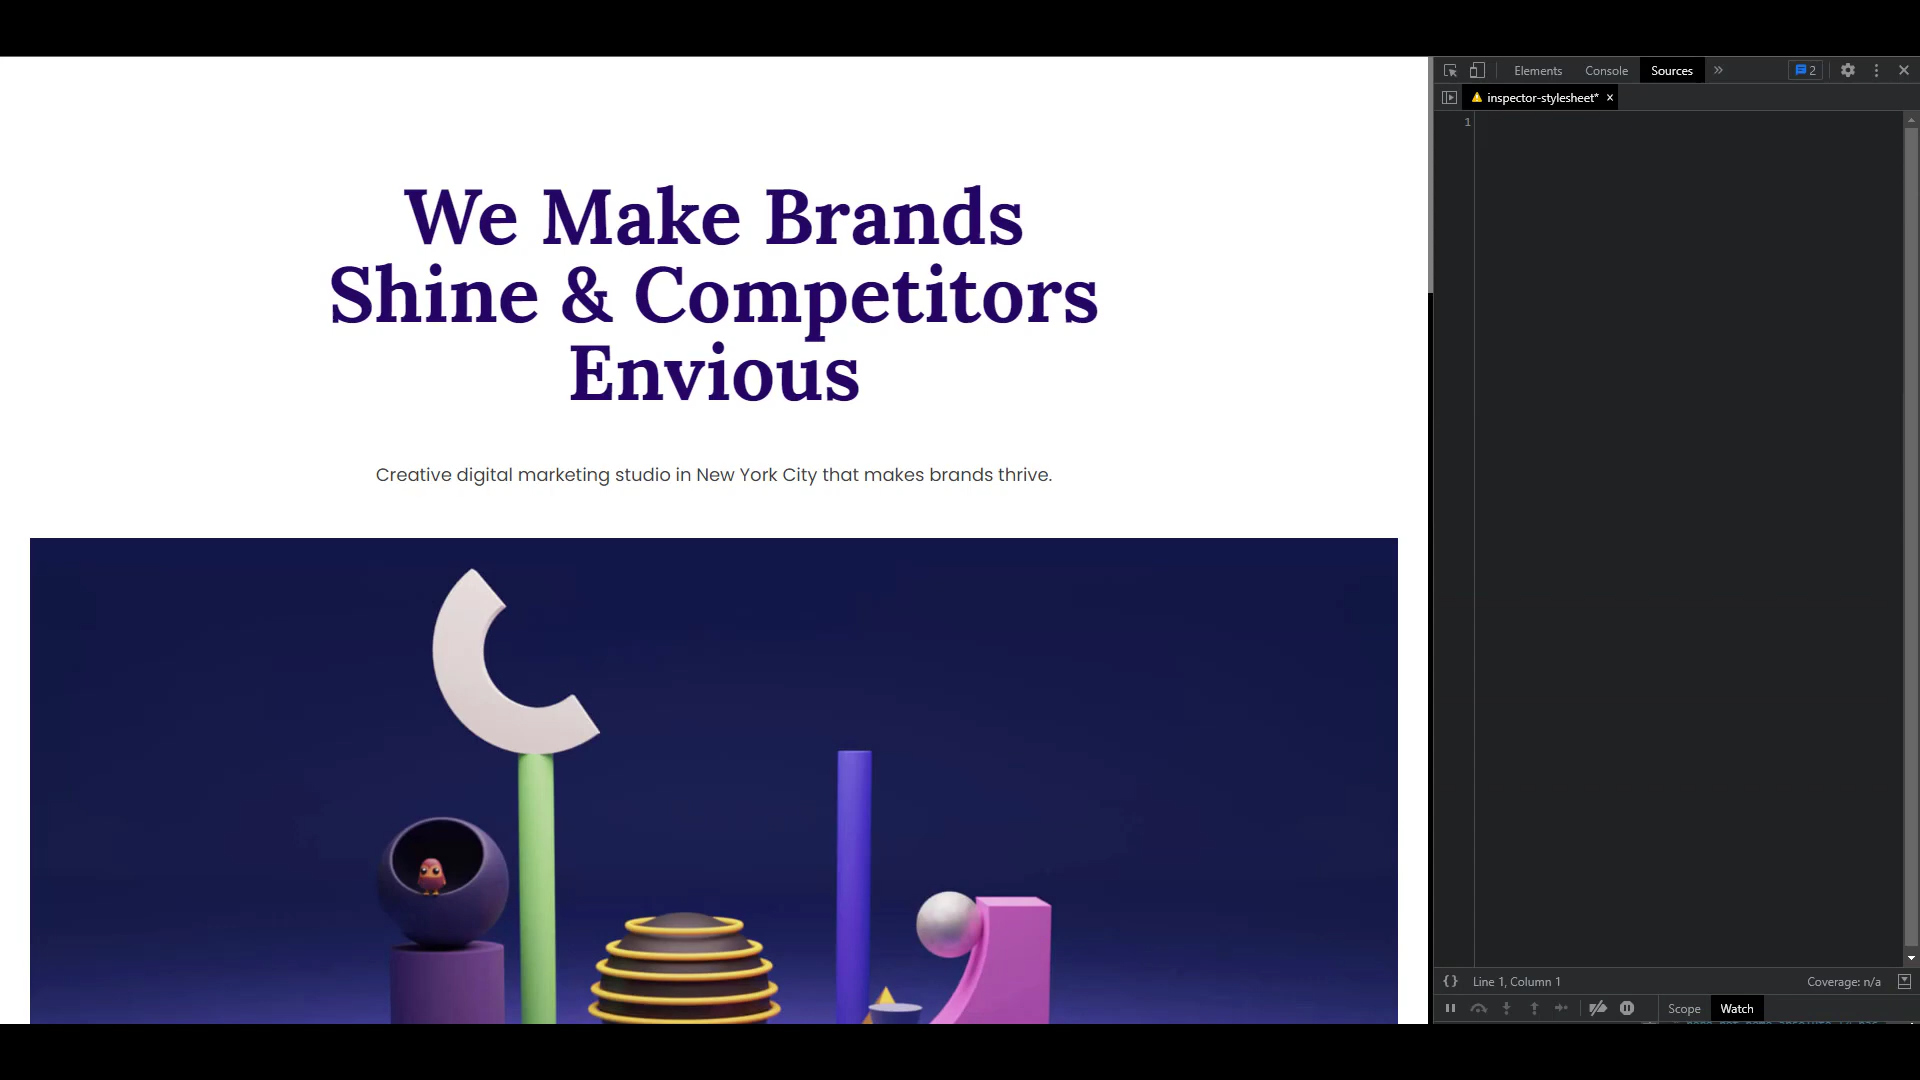 Elements Console Sources » 2
inspector-stylesheet* ×
1
We Make Brands
Shine & Competitors
Envious
Creative digital marketing studio in New York City that makes brands thrive.
{} Line 1, Column 1 Coverage: n/a
Scope Watch